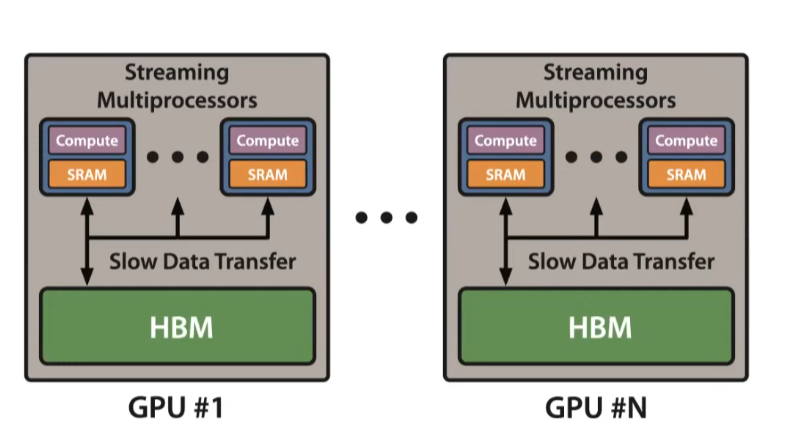 Streaming
Multiprocessors
Compute
SRAM
Compute
SRAM
Slow Data Transfer
HBM
GPU #1
Streaming
Multiprocessors
Compute
SRAM
Compute
SRAM
Slow Data Transfer
HBM
GPU #N